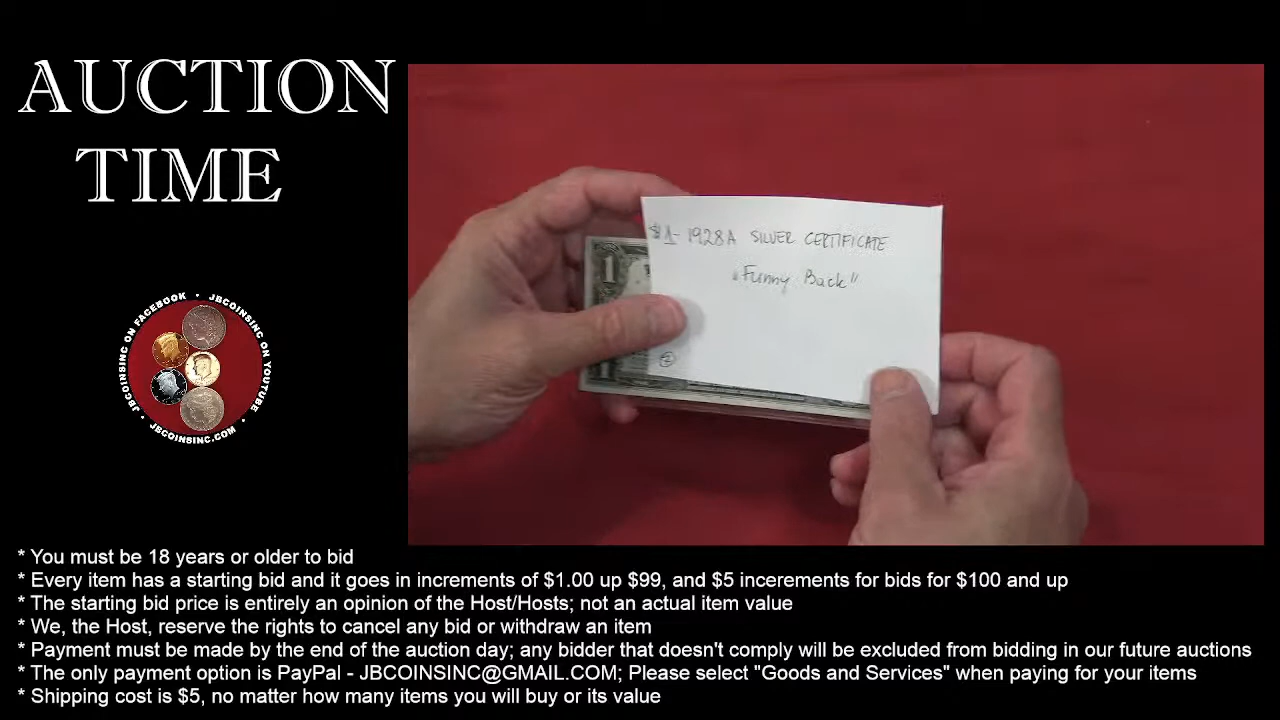 AUCTION
TIME
$1- 1928A SILVER CERTIFICATE
"Funny Back"
2
1
JBCOINSINC ON FACEBOOK • JBCOINSINC ON YOUTUBE • JBCOINSINC.COM •
* You must be 18 years or older to bid
* Every item has a starting bid and it goes in increments of $1.00 up $99, and $5 incerements for bids for $100 and up
* The starting bid price is entirely an opinion of the Host/Hosts; not an actual item value
* We, the Host, reserve the rights to cancel any bid or withdraw an item
* Payment must be made by the end of the auction day; any bidder that doesn't comply will be excluded from bidding in our future auctions
* The only payment option is PayPal - JBCOINSINC@GMAIL.COM; Please select "Goods and Services" when paying for your items
* Shipping cost is $5, no matter how many items you will buy or its value